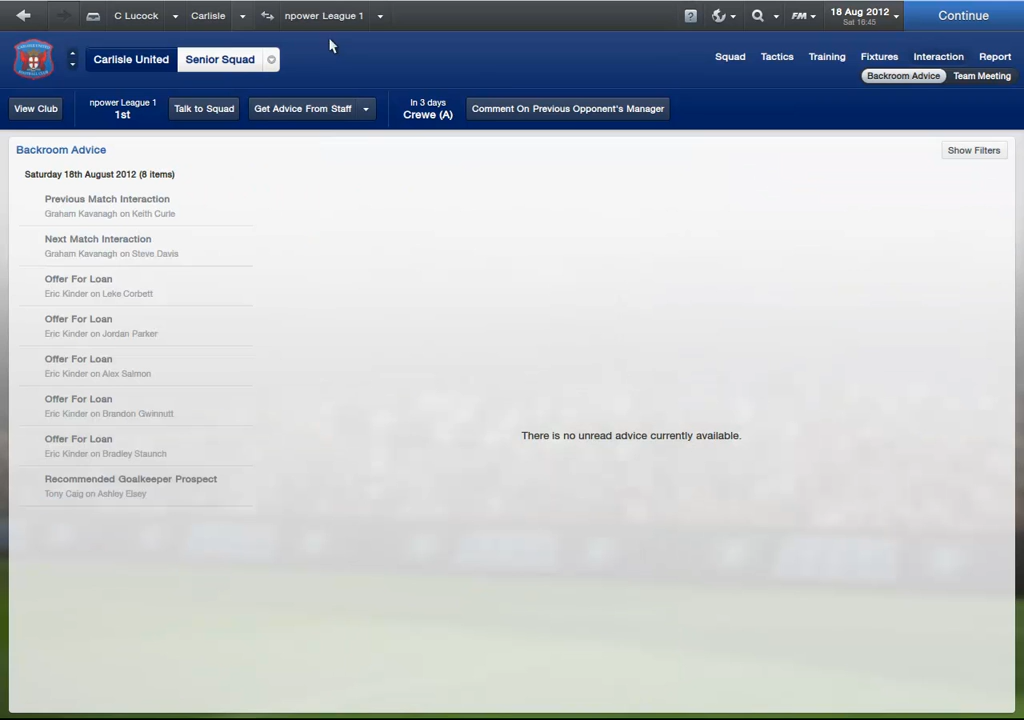 C Lucock
Carlisle
npower League 1
?
FM
18 Aug 2012
Sat 18:45
Continue
Carlisle United
Senior Squad
Squad
Tactics
Training
Fixtures
Interaction
Report
Backroom Advice
Team Meeting
View Club
npower League 1
1st
Talk to Squad
Get Advice From Staff
In 3 days
Crewe (A)
Comment On Previous Opponent's Manager
Backroom Advice
Show Filters
Saturday 18th August 2012 (8 items)
Previous Match Interaction
Graham Kavanagh on Keith Curle
Next Match Interaction
Graham Kavanagh on Steve Davis
Offer For Loan
Eric Kinder on Leke Corbett
Offer For Loan
Eric Kinder on Jordan Parker
Offer For Loan
Eric Kinder on Alex Salmon
Offer For Loan
Eric Kinder on Brandon Gwinnutt
Offer For Loan
Eric Kinder on Bradley Staunch
Recommended Goalkeeper Prospect
Tony Caig on Ashley Elsey
There is no unread advice currently available.